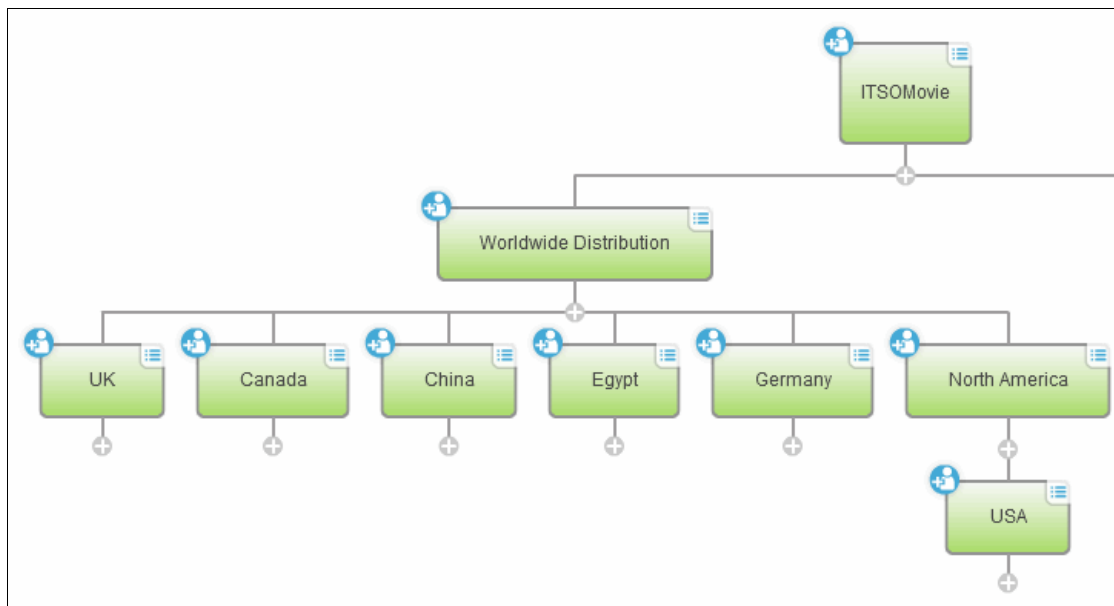 ITSOMovie
Worldwide Distribution
UK
Canada
China
Egypt
Germany
North America
USA